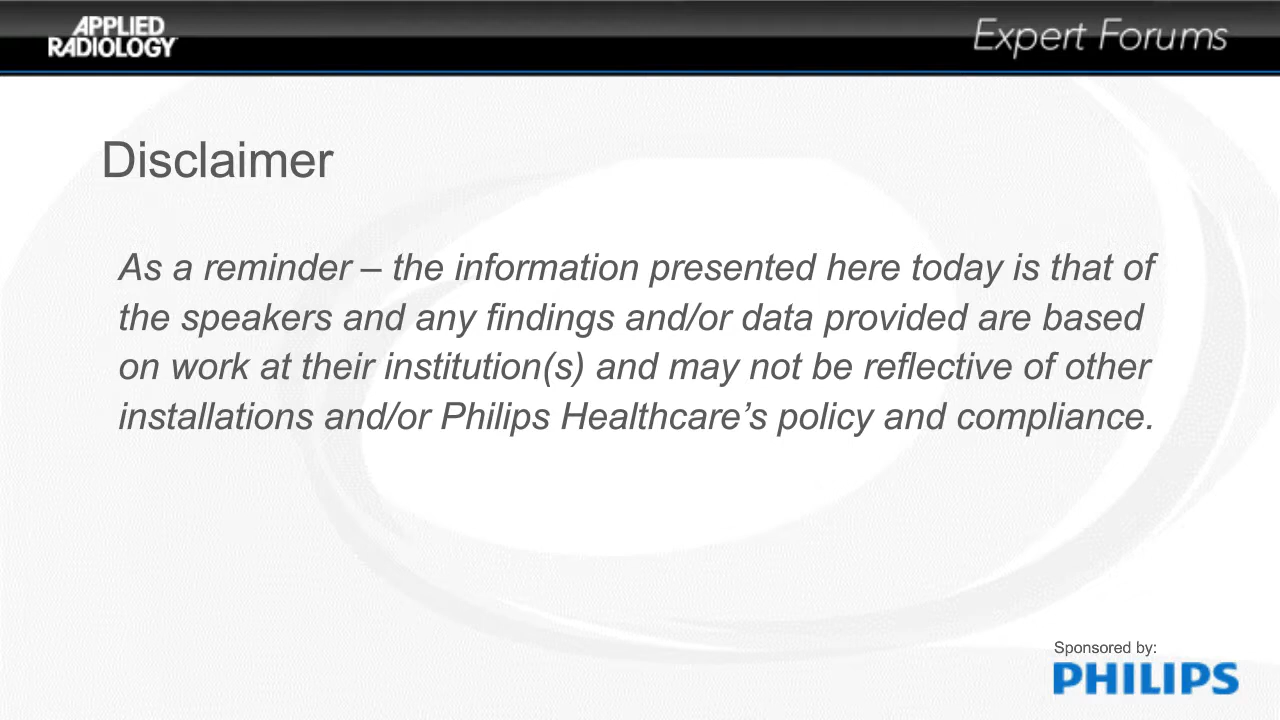 APPLIED
RADIOLOGY
Expert Forums
Disclaimer
As a reminder – the information presented here today is that of
the speakers and any findings and/or data provided are based
on work at their institution(s) and may not be reflective of other
installations and/or Philips Healthcare’s policy and compliance.
Sponsored by:
PHILIPS